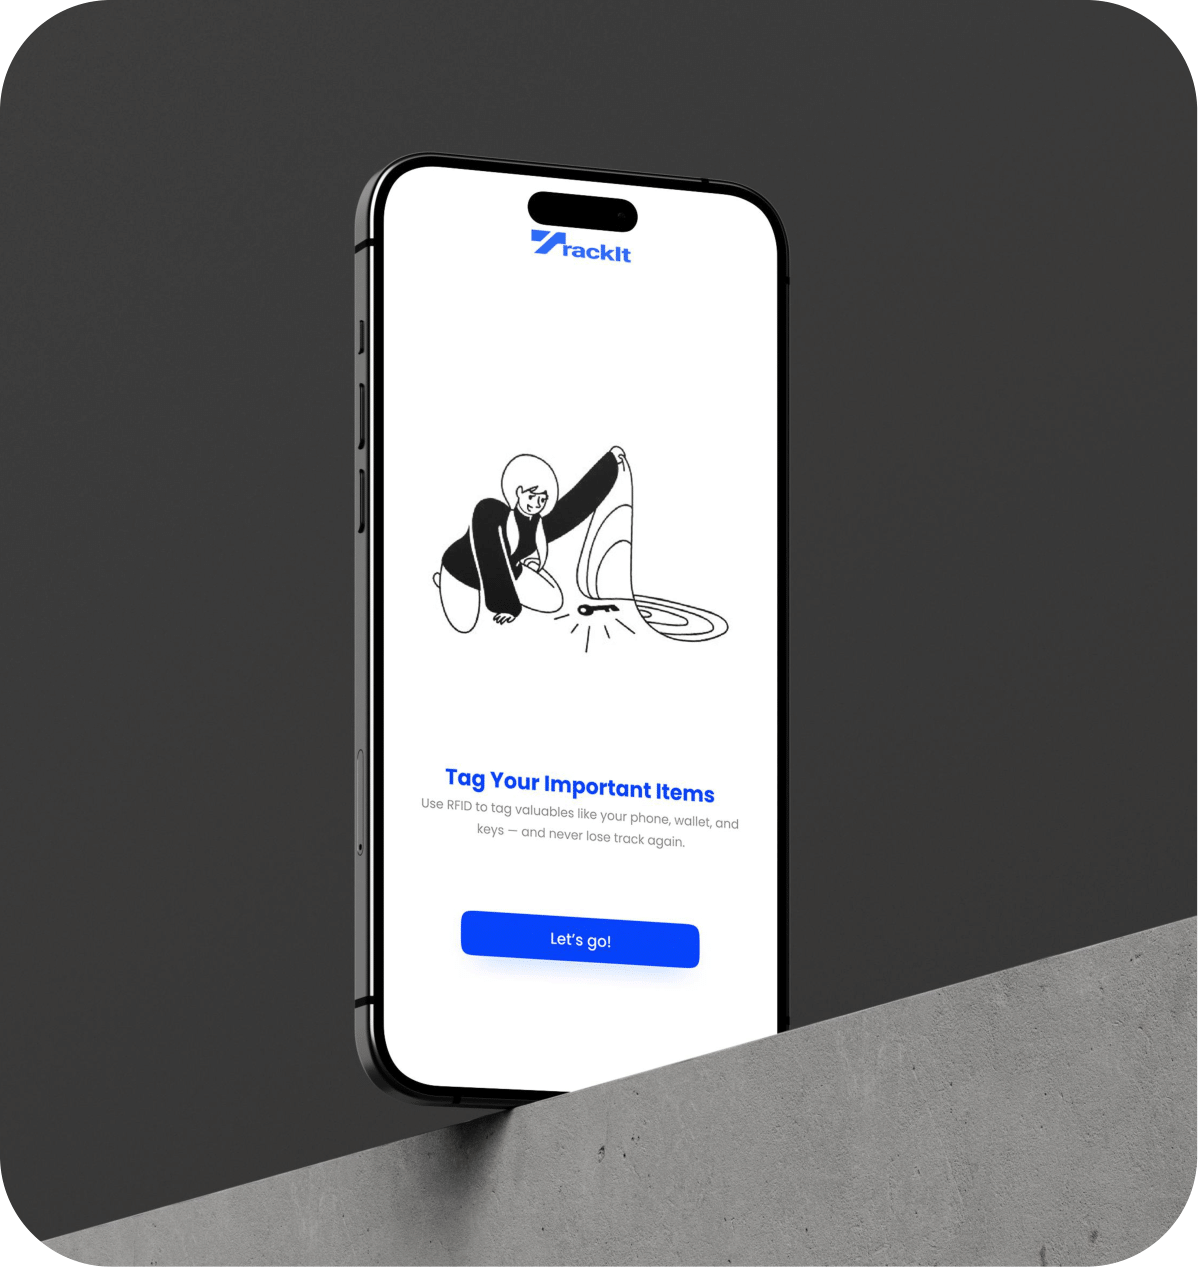 TrackIt
Tag Your Important Items
Use RFID to tag valuables like your phone, wallet, and
keys — and never lose track again.
Let’s go!